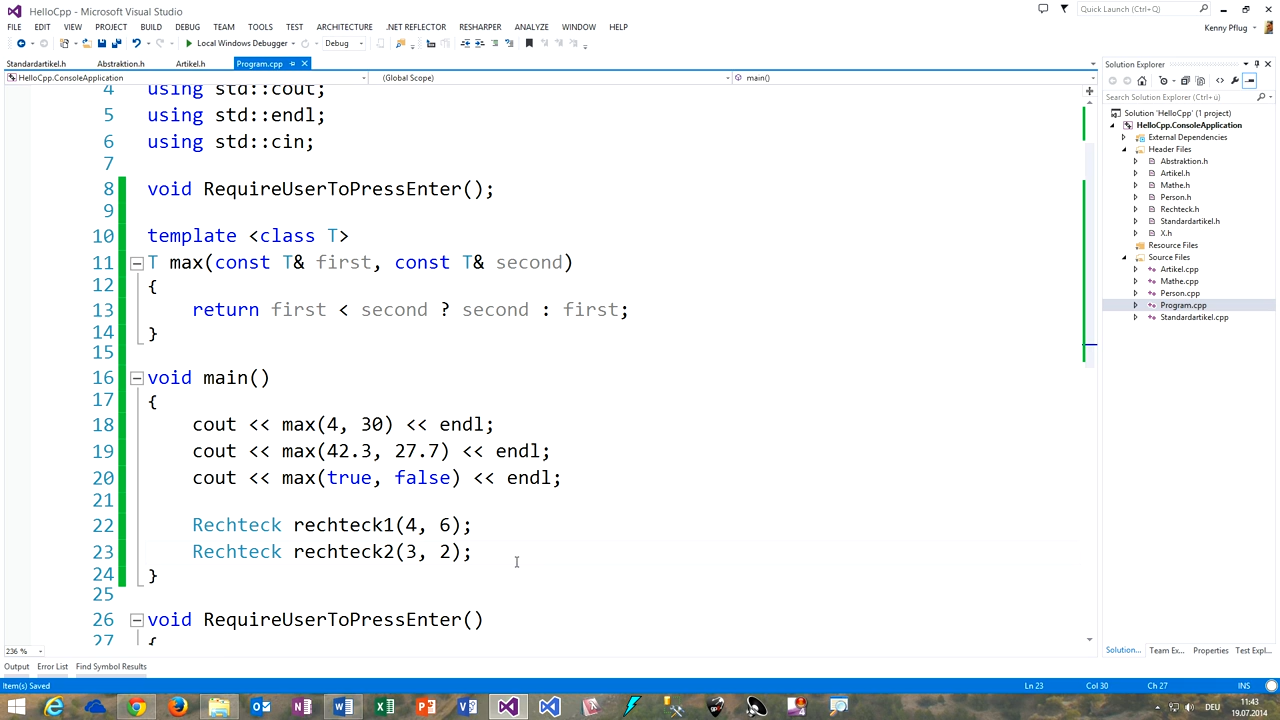 HelloCpp - Microsoft Visual Studio
Quick Launch (Ctrl+Q)
FILE EDIT VIEW PROJECT BUILD DEBUG TEAM TOOLS TEST ARCHITECTURE .NET REFLECTOR RESHARPER ANALYZE WINDOW HELP
Kenny Pflug
Local Windows Debugger Debug
Standardartikel.h Abstraktion.h Artikel.h Program.cpp
HelloCpp.ConsoleApplication (Global Scope) main()
4 using std::cout;
5 using std::endl;
6 using std::cin;
7
8 void RequireUserToPressEnter();
9
10 template <class T>
11 T max(const T& first, const T& second)
12 {
13 return first < second ? second : first;
14 }
15
16 void main()
17 {
18 cout << max(4, 30) << endl;
19 cout << max(42.3, 27.7) << endl;
20 cout << max(true, false) << endl;
21
22 Rechteck rechteck1(4, 6);
23 Rechteck rechteck2(3, 2);
24 }
25
26 void RequireUserToPressEnter()
27 {
236 %
Solution Explorer
Search Solution Explorer (Ctrl+ü)
Solution 'HelloCpp' (1 project)
HelloCpp.ConsoleApplication
External Dependencies
Header Files
Abstraktion.h
Artikel.h
Mathe.h
Person.h
Rechteck.h
Standardartikel.h
X.h
Resource Files
Source Files
Artikel.cpp
Mathe.cpp
Person.cpp
Program.cpp
Standardartikel.cpp
Solution... Team Ex... Properties Test Expl...
Output Error List Find Symbol Results
Item(s) Saved Ln 23 Col 30 Ch 27 INS
DEU
11:43
19.07.2014